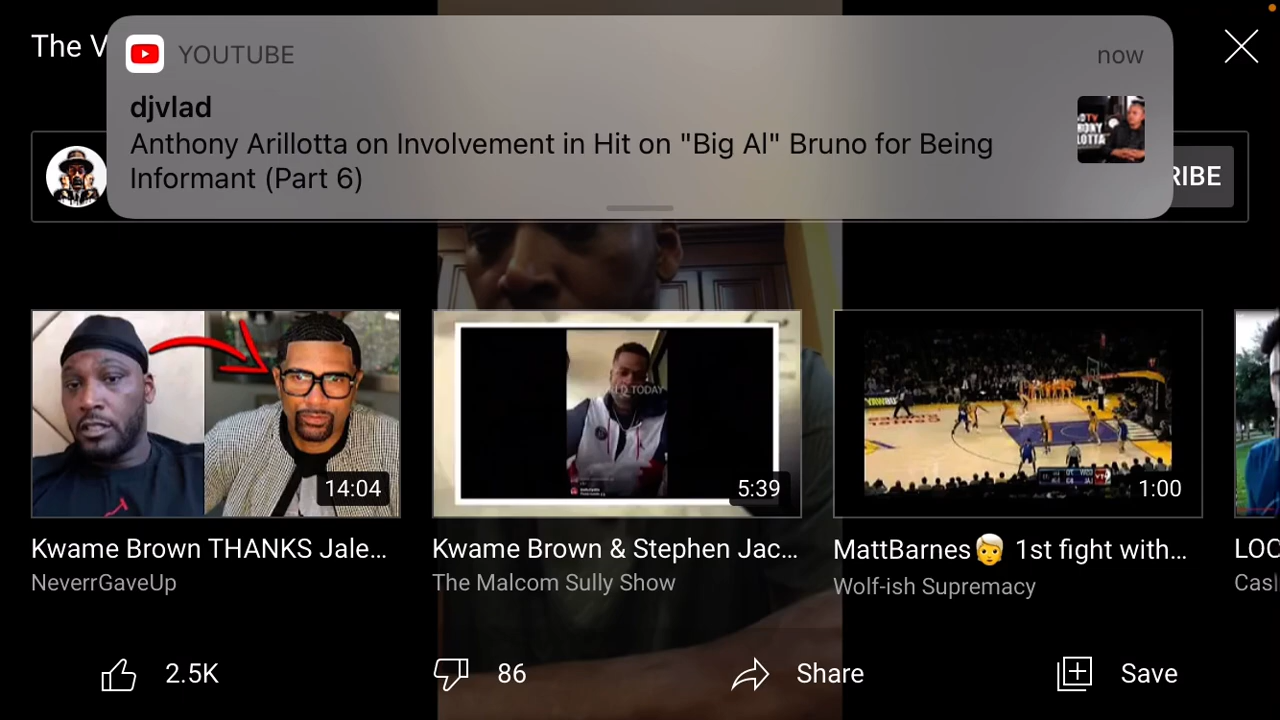 The V
YOUTUBE
now
djvlad
Anthony Arillotta on Involvement in Hit on "Big Al" Bruno for Being
Informant (Part 6)
RIBE
14:04
5:39
1:00
Kwame Brown THANKS Jale...
Kwame Brown & Stephen Jac...
MattBarnes👨 1st fight with...
LOC
NeverrGaveUp
The Malcom Sully Show
Wolf-ish Supremacy
Cas
2.5K
86
Share
Save